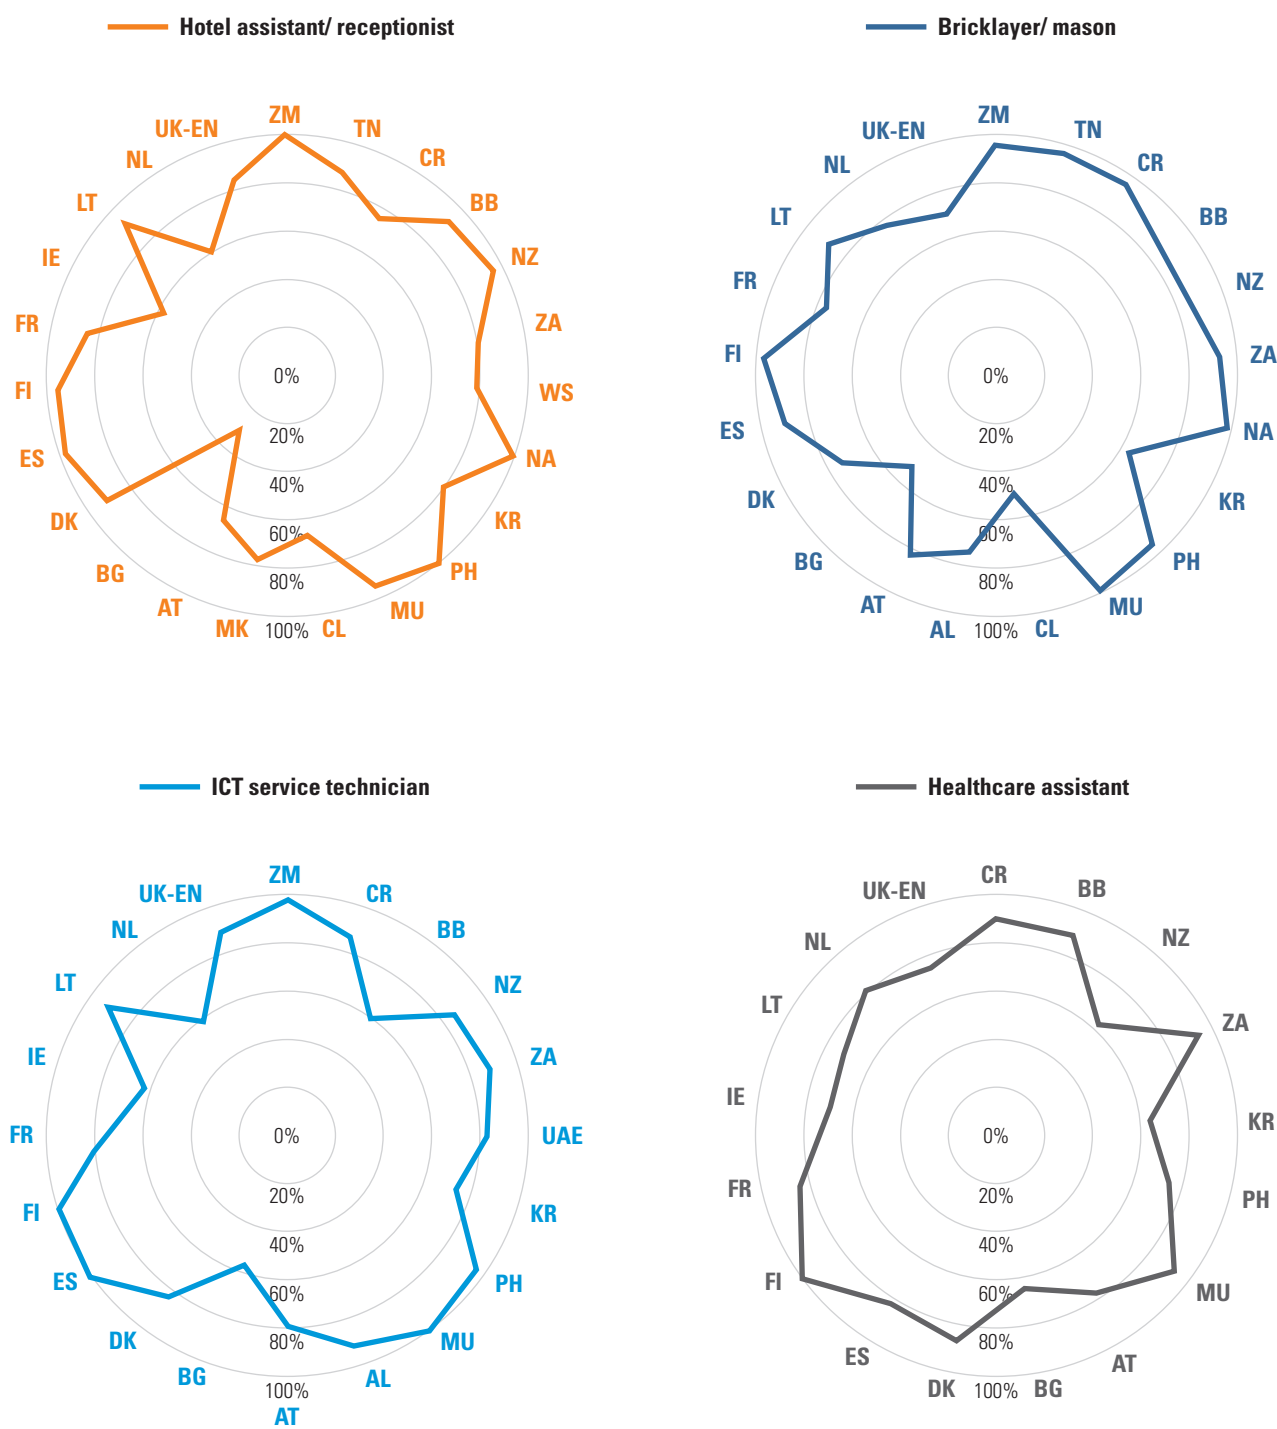 Hotel assistant/ receptionist
ZM
TN
CR
BB
NZ
ZA
WS
NA
KR
PH
MU
CL
MK
AT
BG
DK
ES
FI
FR
IE
LT
NL
UK-EN
0%
20%
40%
60%
80%
100%
Bricklayer/ mason
ZM
TN
CR
BB
NZ
ZA
NA
KR
PH
MU
CL
AL
AT
BG
DK
ES
FI
FR
LT
NL
UK-EN
0%
20%
40%
60%
80%
100%
ICT service technician
ZM
CR
BB
NZ
ZA
UAE
KR
PH
MU
AL
AT
BG
DK
ES
FI
FR
IE
LT
NL
UK-EN
0%
20%
40%
60%
80%
100%
Healthcare assistant
CR
BB
NZ
ZA
KR
PH
MU
AT
BG
DK
ES
FI
FR
IE
LT
NL
UK-EN
0%
20%
40%
60%
80%
100%